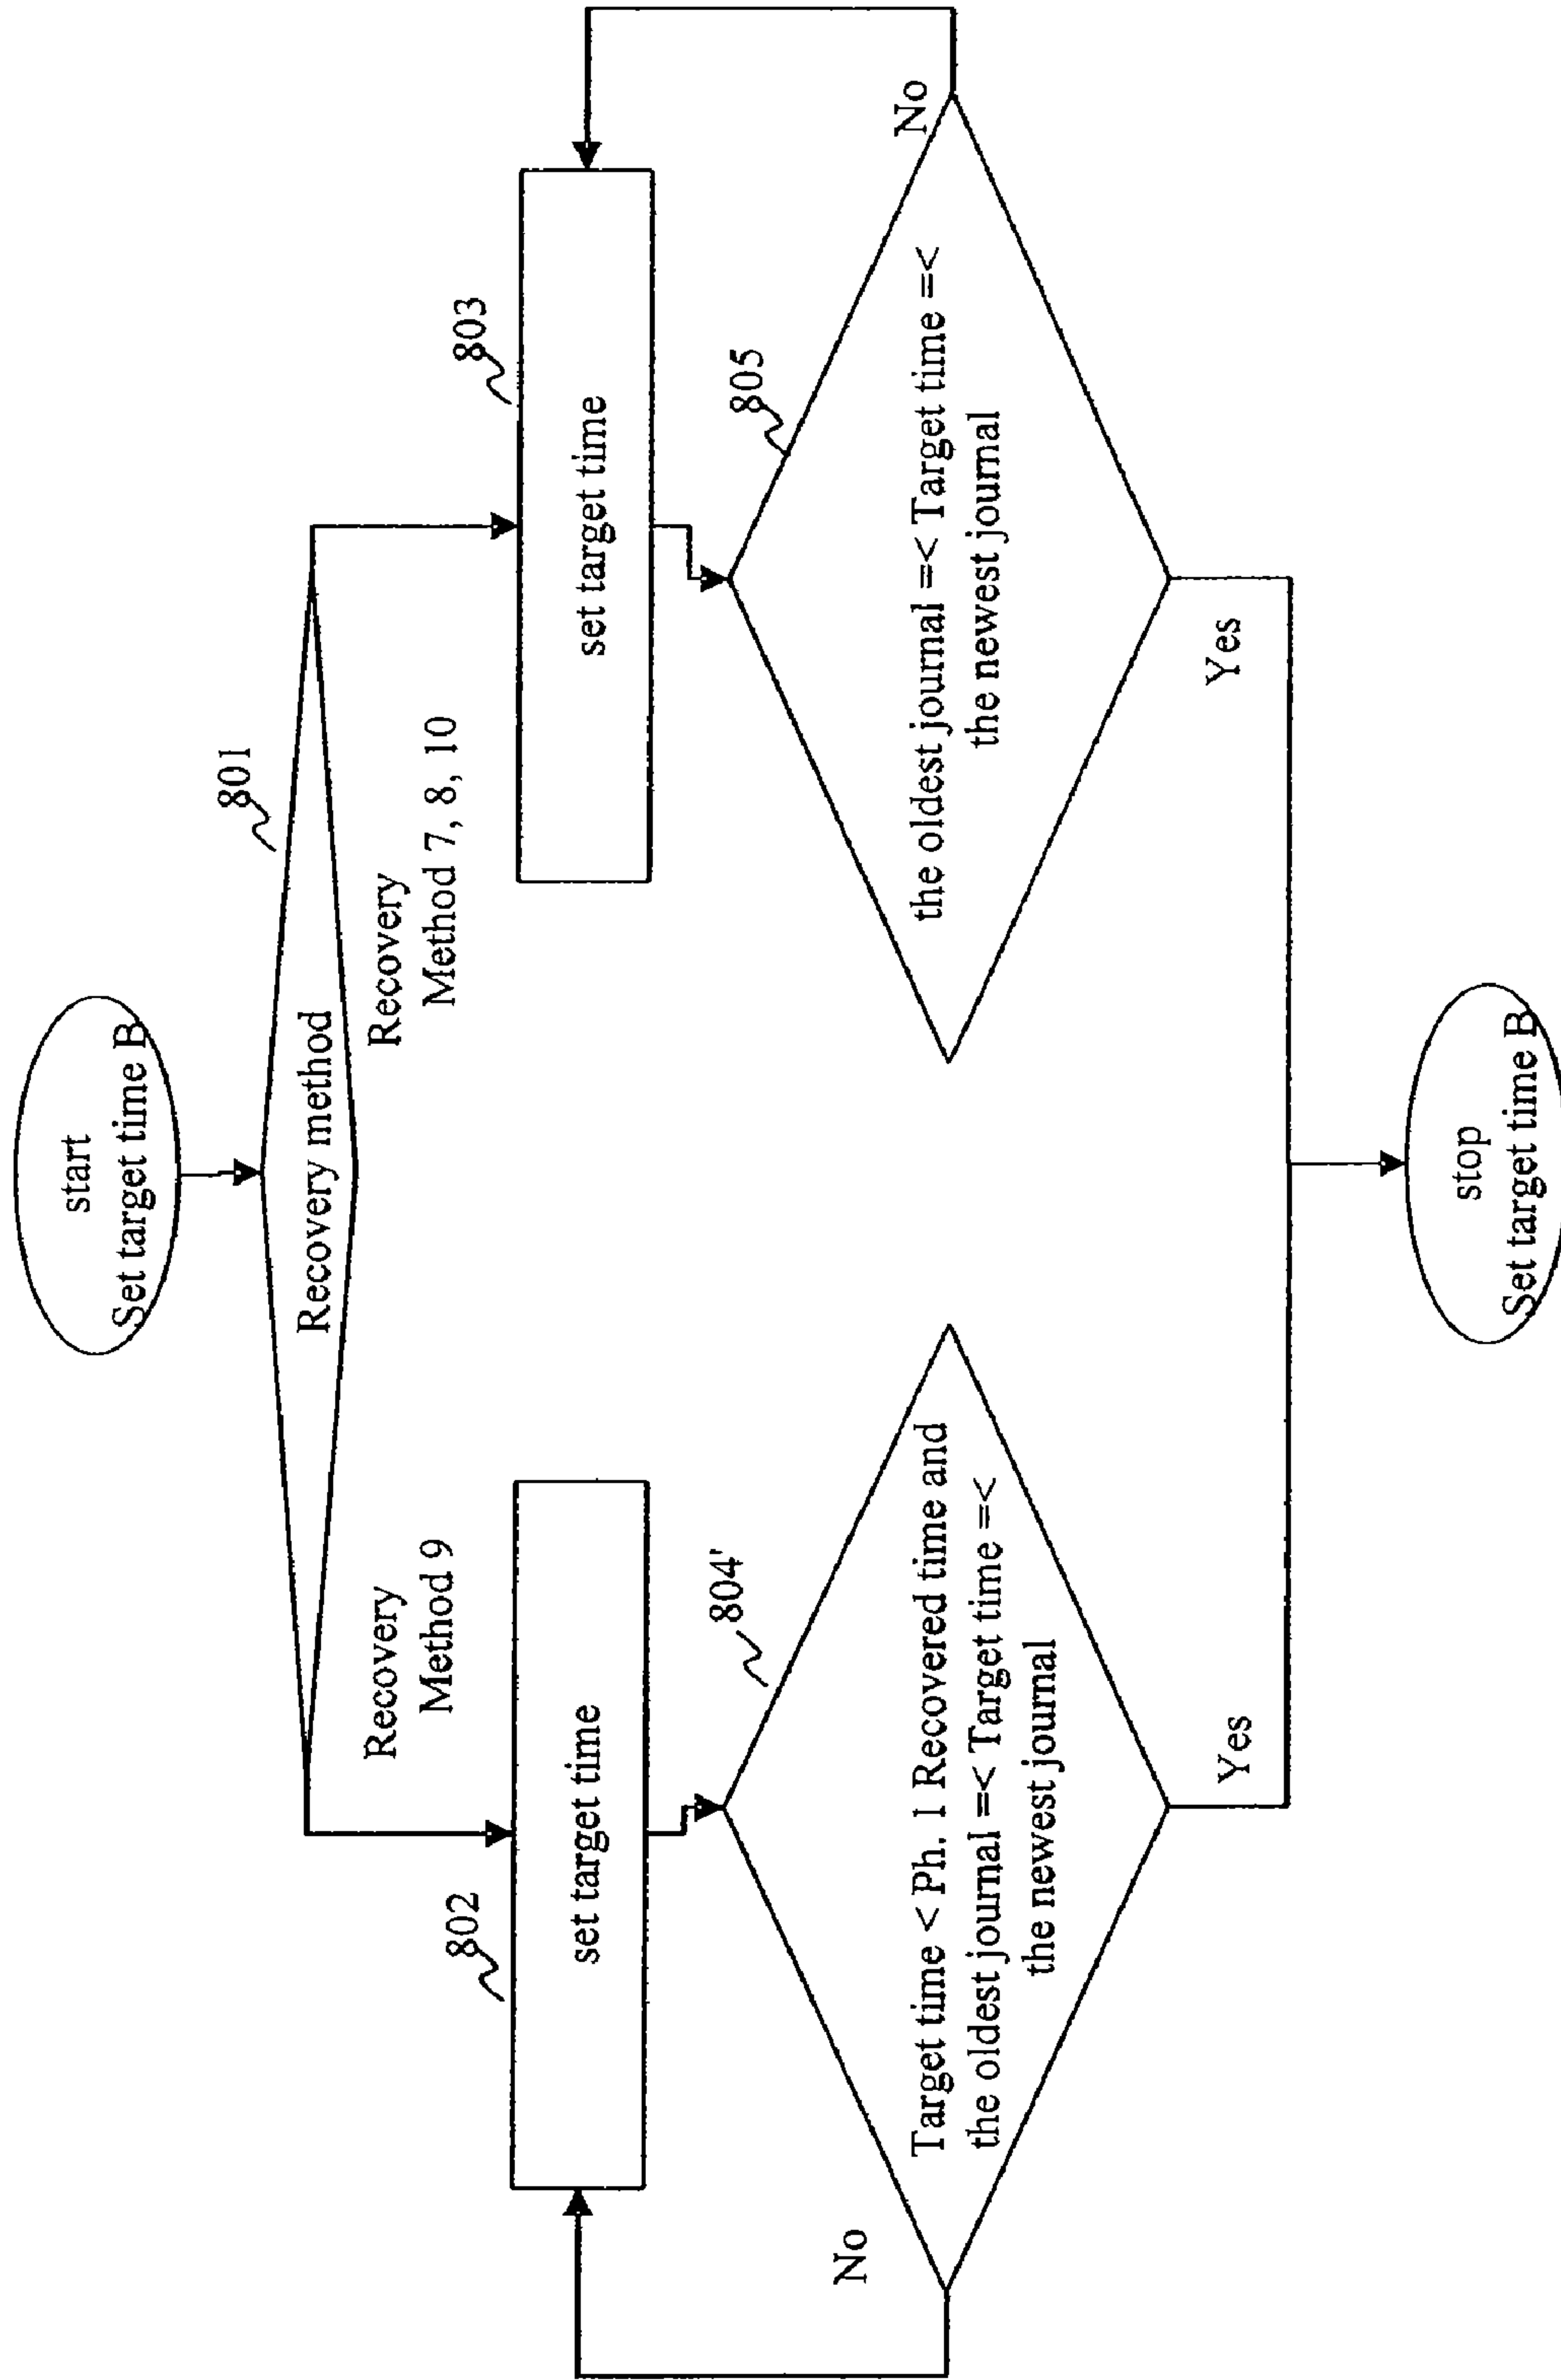 start
Set target time B
801
Recovery method
Recovery
Method 9
Recovery
Method 7, 8, 10
802
set target time
803
set target time
804'
Target time < Ph. 1 Recovered time and
the oldest journal =< Target time =<
the newest journal
No
Yes
805
the oldest journal =< Target time =<
the newest journal
No
Yes
stop
Set target time B